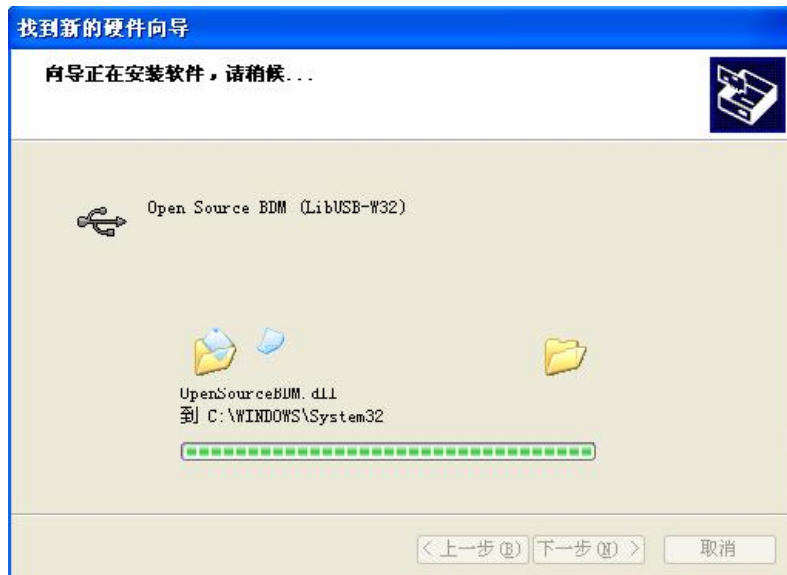 找到新的硬件向导
向导正在安装软件，请稍候...
Open Source BDM (LibUSB-W32)
OpenSourceBDM.dll
到 C:\WINDOWS\System32
< 上一步(B) 下一步(N) > 取消